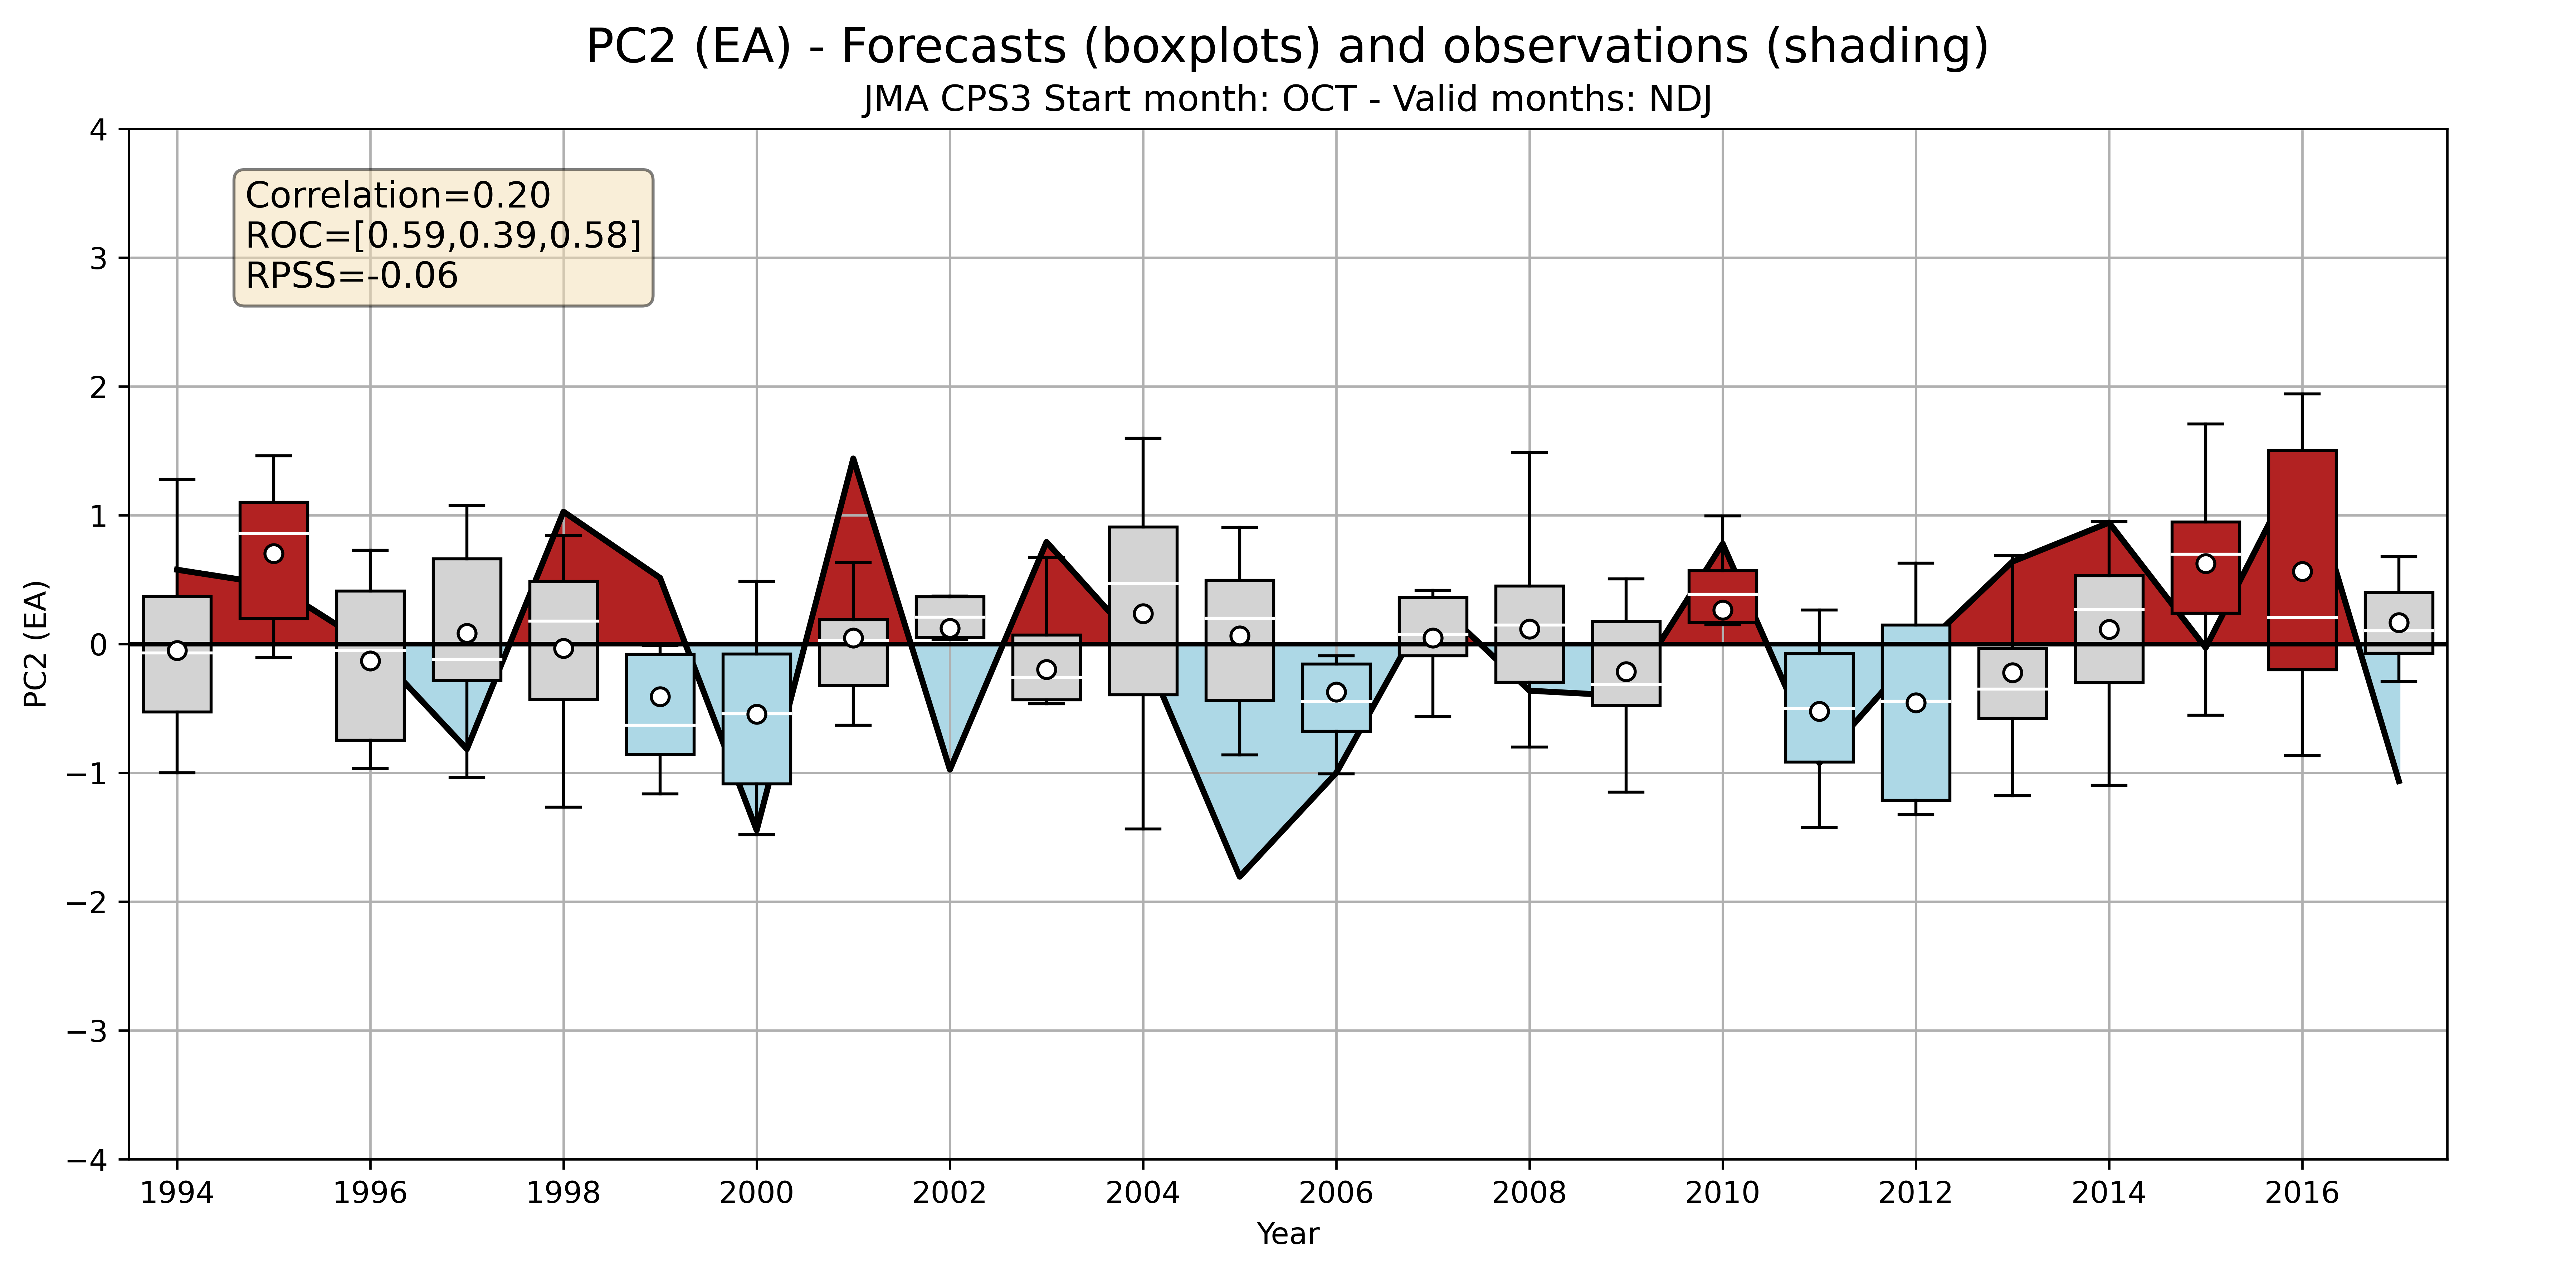 PC2 (EA) - Forecasts (boxplots) and observations (shading)
JMA CPS3 Start month: OCT - Valid months: NDJ
Correlation=0.20
ROC=[0.59,0.39,0.58]
RPSS=-0.06
PC2 (EA)
4
3
2
1
0
−1
−2
−3
−4
1994 1996 1998 2000 2002 2004 2006 2008 2010 2012 2014 2016
Year